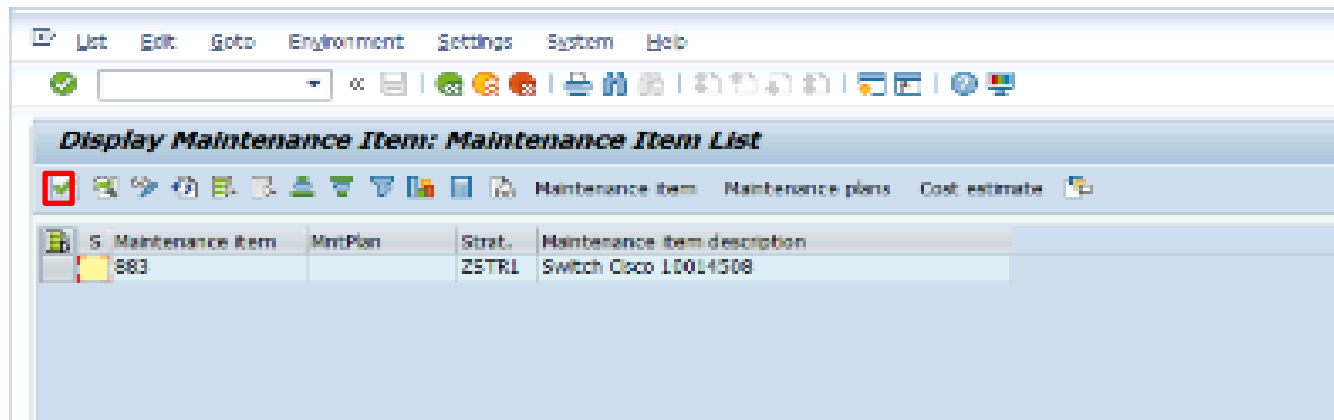 List Edit Goto Environment Settings System Help
Display Maintenance Item: Maintenance Item List
Maintenance item Maintenance plans Cost estimate
S Maintenance item MntPlan Strat. Maintenance item description
883 ZSTR1 Switch Cisco 10014508